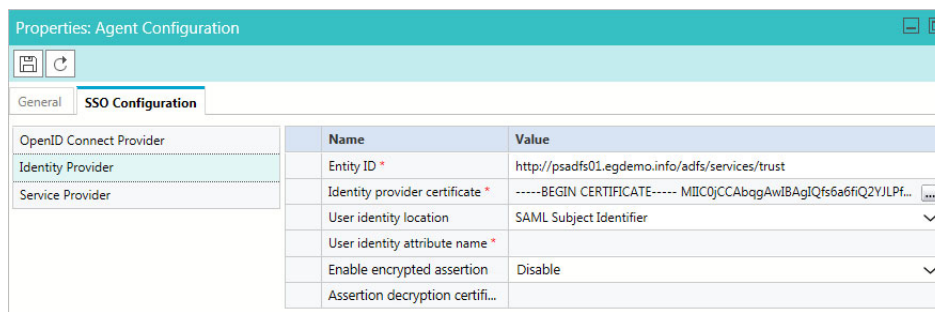 Properties: Agent Configuration
General SSO Configuration
OpenID Connect Provider
Identity Provider
Service Provider
Name Value
Entity ID * http://psadfs01.egdemo.info/adfs/services/trust
Identity provider certificate * -----BEGIN CERTIFICATE----- MIIC0jCCAbqgAwIBAgIQfs6a6fiQ2YJLPf... ...
User identity location SAML Subject Identifier
User identity attribute name *
Enable encrypted assertion Disable
Assertion decryption certifi...